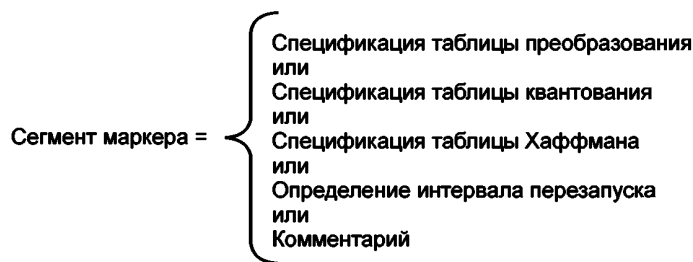 Спецификация таблицы преобразования
или
Спецификация таблицы квантования
или
Сегмент маркера = Спецификация таблицы Хаффмана
или
Определение интервала перезапуска
или
Комментарий